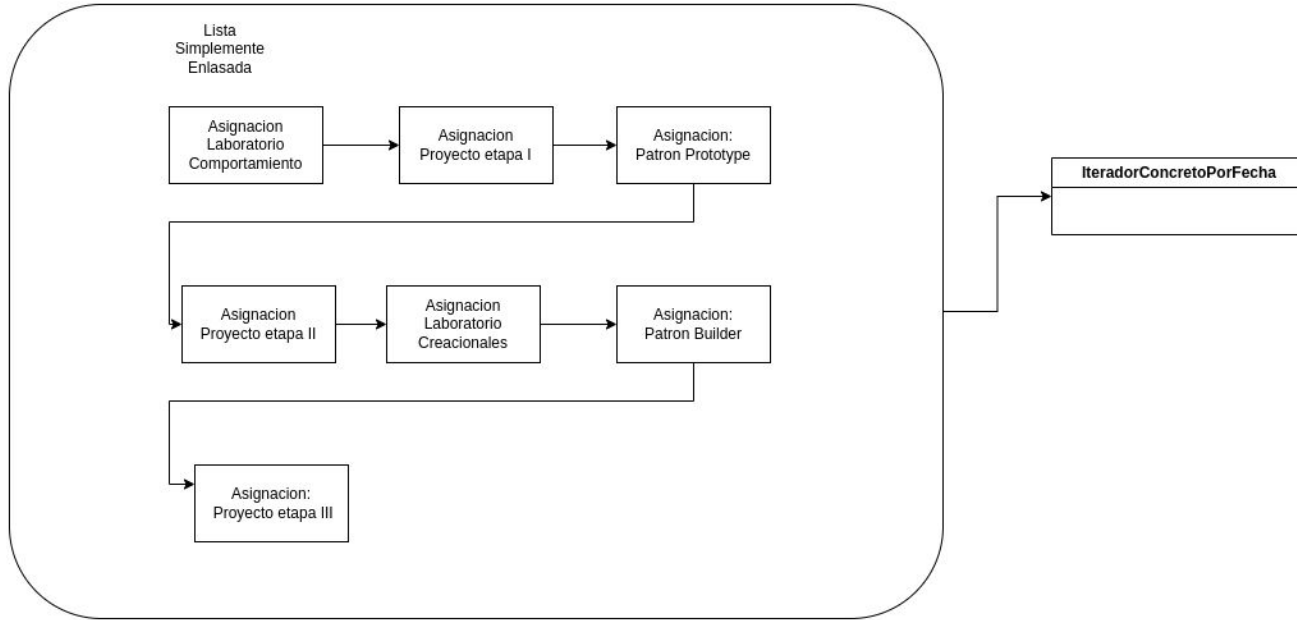 Lista
Simplemente
Enlasada
Asignacion
Laboratorio
Comportamiento
Asignacion
Proyecto etapa I
Asignacion:
Patron Prototype
IteradorConcretoPorFecha
Asignacion
Proyecto etapa II
Asignacion
Laboratorio
Creacionales
Asignacion:
Patron Builder
Asignacion:
Proyecto etapa III